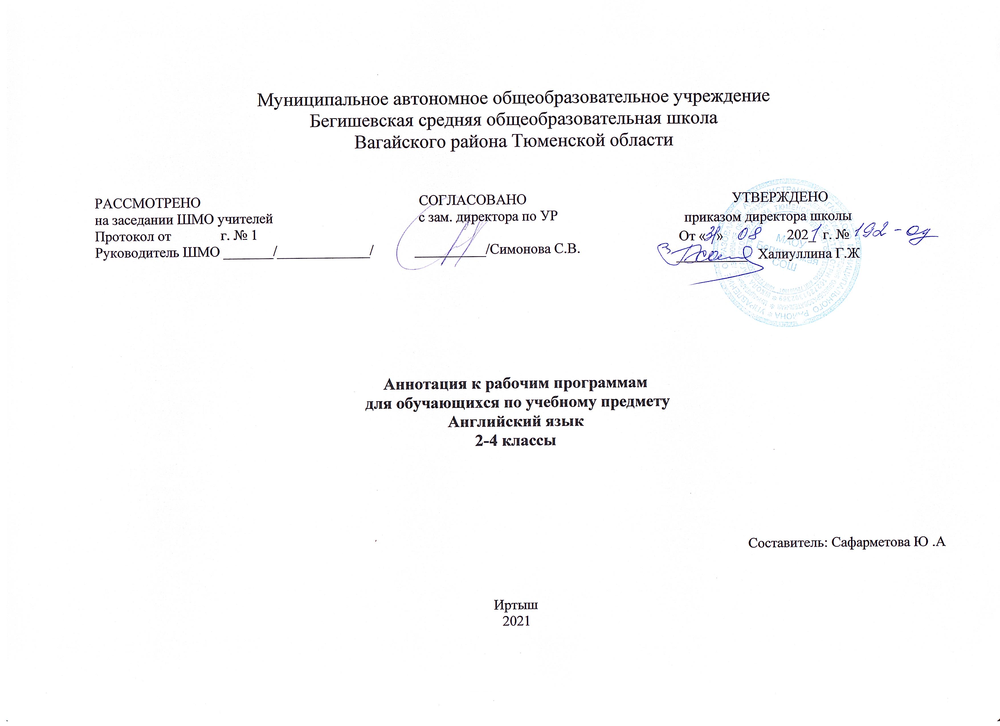 Муниципальное автономное общеобразовательное учреждение
Бегишевская средняя общеобразовательная школа
Вагайского района Тюменской области
РАССМОТРЕНО
на заседании ШМО учителей
Протокол от г. № 1
Руководитель ШМО _______/_____________/
СОГЛАСОВАНО
с зам. директора по УР
__________/Симонова С.В.
УТВЕРЖДЕНО
приказом директора школы
От «31» 08 2021 г. № 192-од
__________ Халиуллина Г.Ж
МАОУ
Бегишевская
СОШ
Аннотация к рабочим программам
для обучающихся по учебному предмету
Английский язык
2-4 классы
Составитель: Сафарметова Ю .А
Иртыш
2021